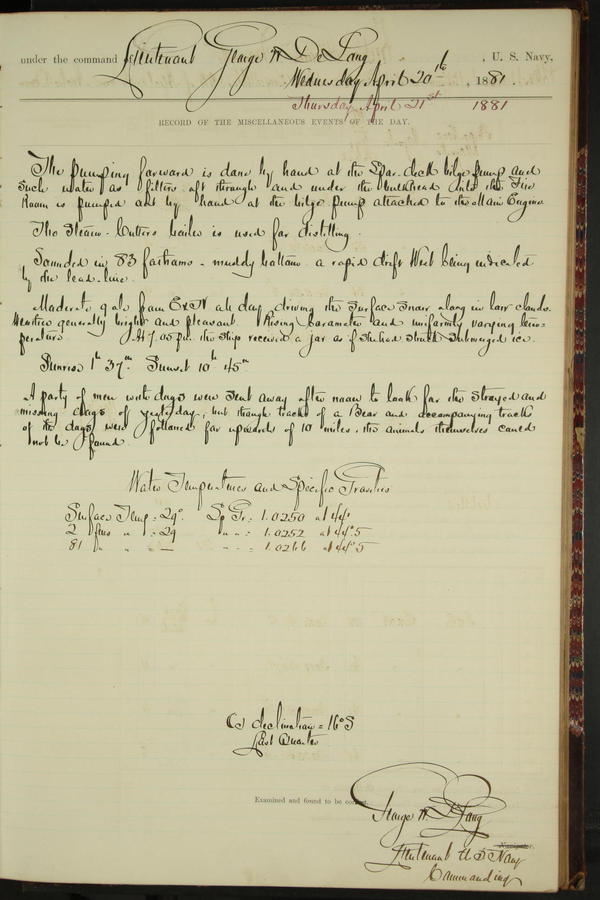 under the command of Lieutenant George W De Long , U. S. Navy,
Wednesday April 20th , 1881.
Thursday April 21st 1881
RECORD OF THE MISCELLANEOUS EVENTS OF THE DAY.
The pumping forward is done by hand at the Spar-deck bilge pump and
Such water as filters aft through and under the bulkhead into the Fire
Room is pumped out by hand at the bilge pump attached to the Main Engine
The Steam-Cutters boiler is used for distilling.
Sounded in 83 fathoms - muddy bottom. a rapid drift West being indicated
by the lead-line.
Moderate gale from ExN all day, driving the Surface Snow along in low clouds.
Weather generally bright and pleasant Rising barometer and uniformly varying tem-
perature. At 7.05 p.m. the Ship received a jar as if She had Struck Submerged ice.
Sunrise 1h 37m. Sunset 10h 45m
A party of men with dogs were Sent away after noon to look for the Strayed and
missing dogs of yesterday, but though tracks of a Bear and accompanying tracks
of the dogs were followed for upwards of 10 miles, the animals themselves could
not be found.
Water Temperatures and Specific Gravities
Surface Temp = 29°. Sp Gr = 1.0250 at 44°
2 fms " " = 29 " " = 1.0252 at 44°.5
81 " " " — " " = 1.0266 at 44°.5
declination = 16° S
Last Quarter
Examined and found to be correct.
George W. De Long
Navigator.
Lieutenant U S Navy
Commanding